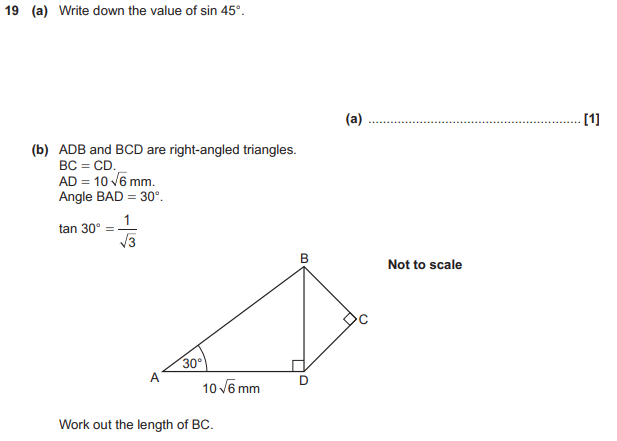 19 (a) Write down the value of sin 45°.
(a) .............................................................. [1]
(b) ADB and BCD are right-angled triangles.
BC = CD.
AD = 10√6 mm.
Angle BAD = 30°.
tan 30° = 1/√3
B
Not to scale
C
30°
A
D
10√6 mm
Work out the length of BC.